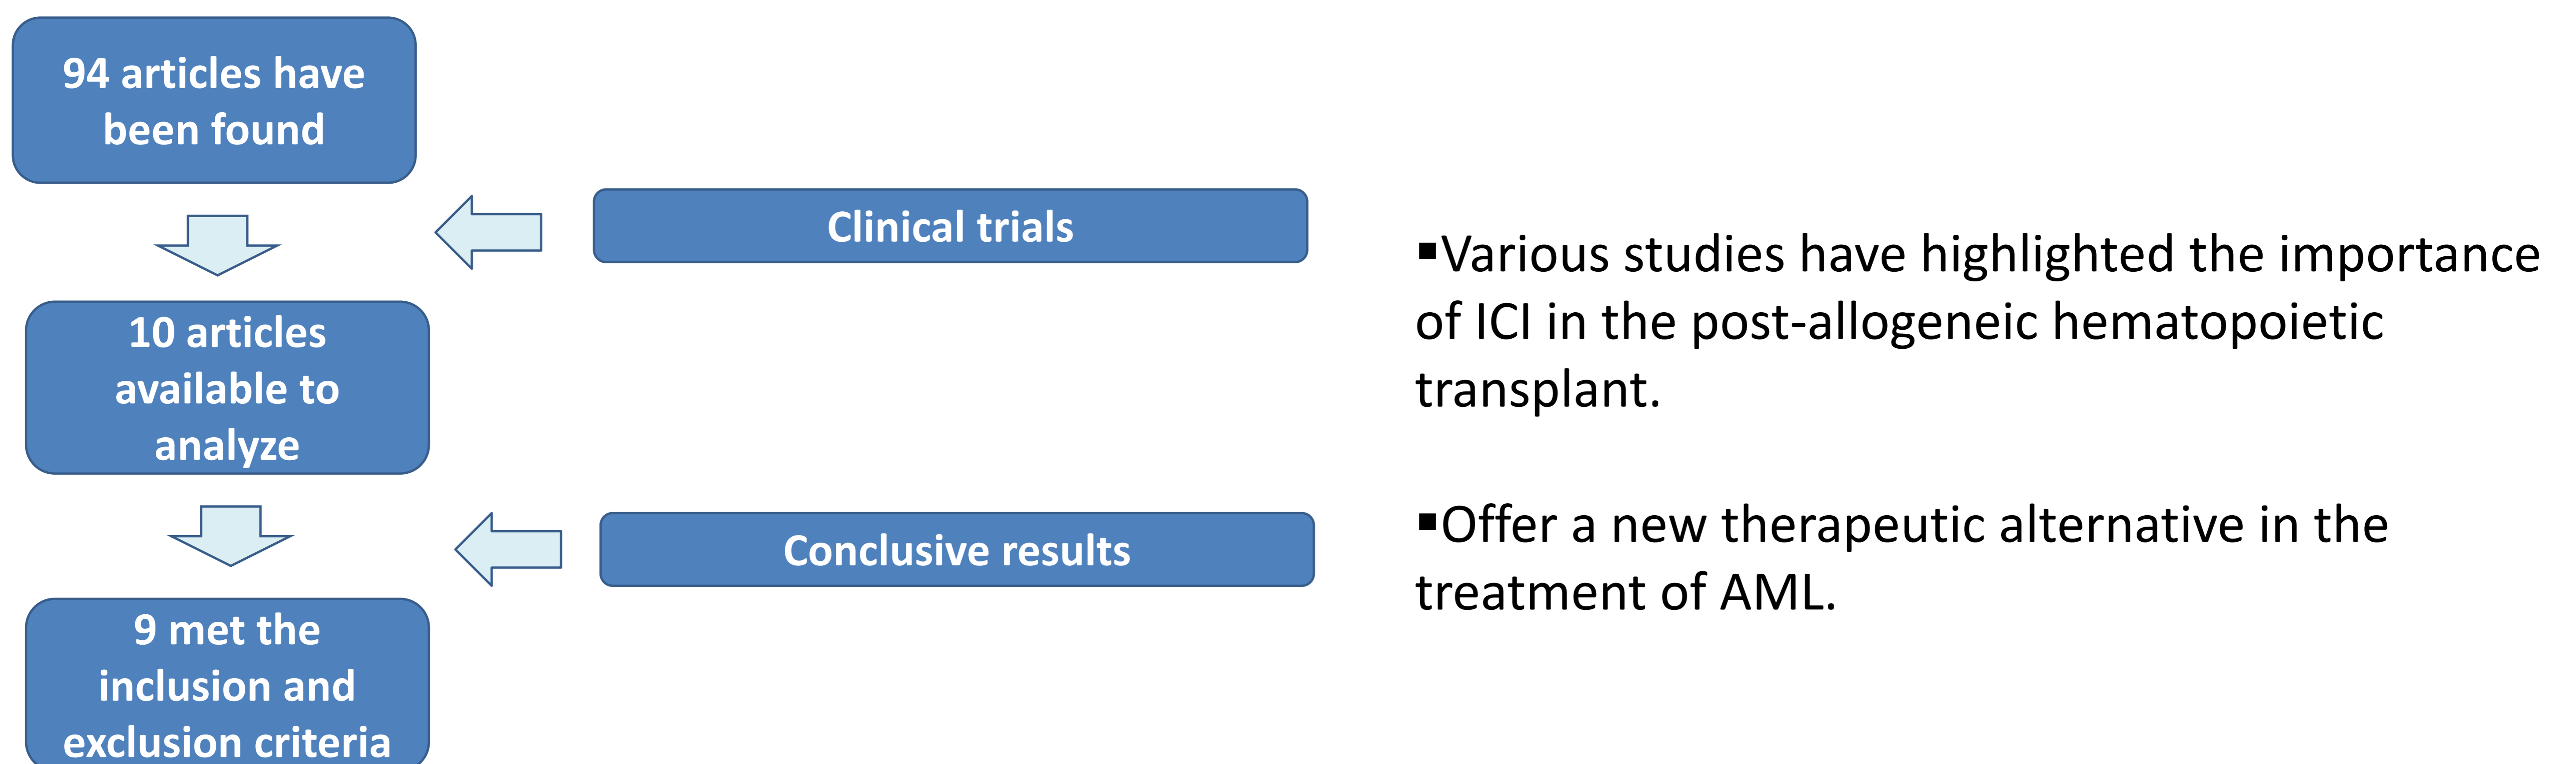 94 articles have
been found
Clinical trials
10 articles
available to
analyze
Conclusive results
9 met the
inclusion and
exclusion criteria
▪Various studies have highlighted the importance
of ICI in the post-allogeneic hematopoietic
transplant.
▪Offer a new therapeutic alternative in the
treatment of AML.